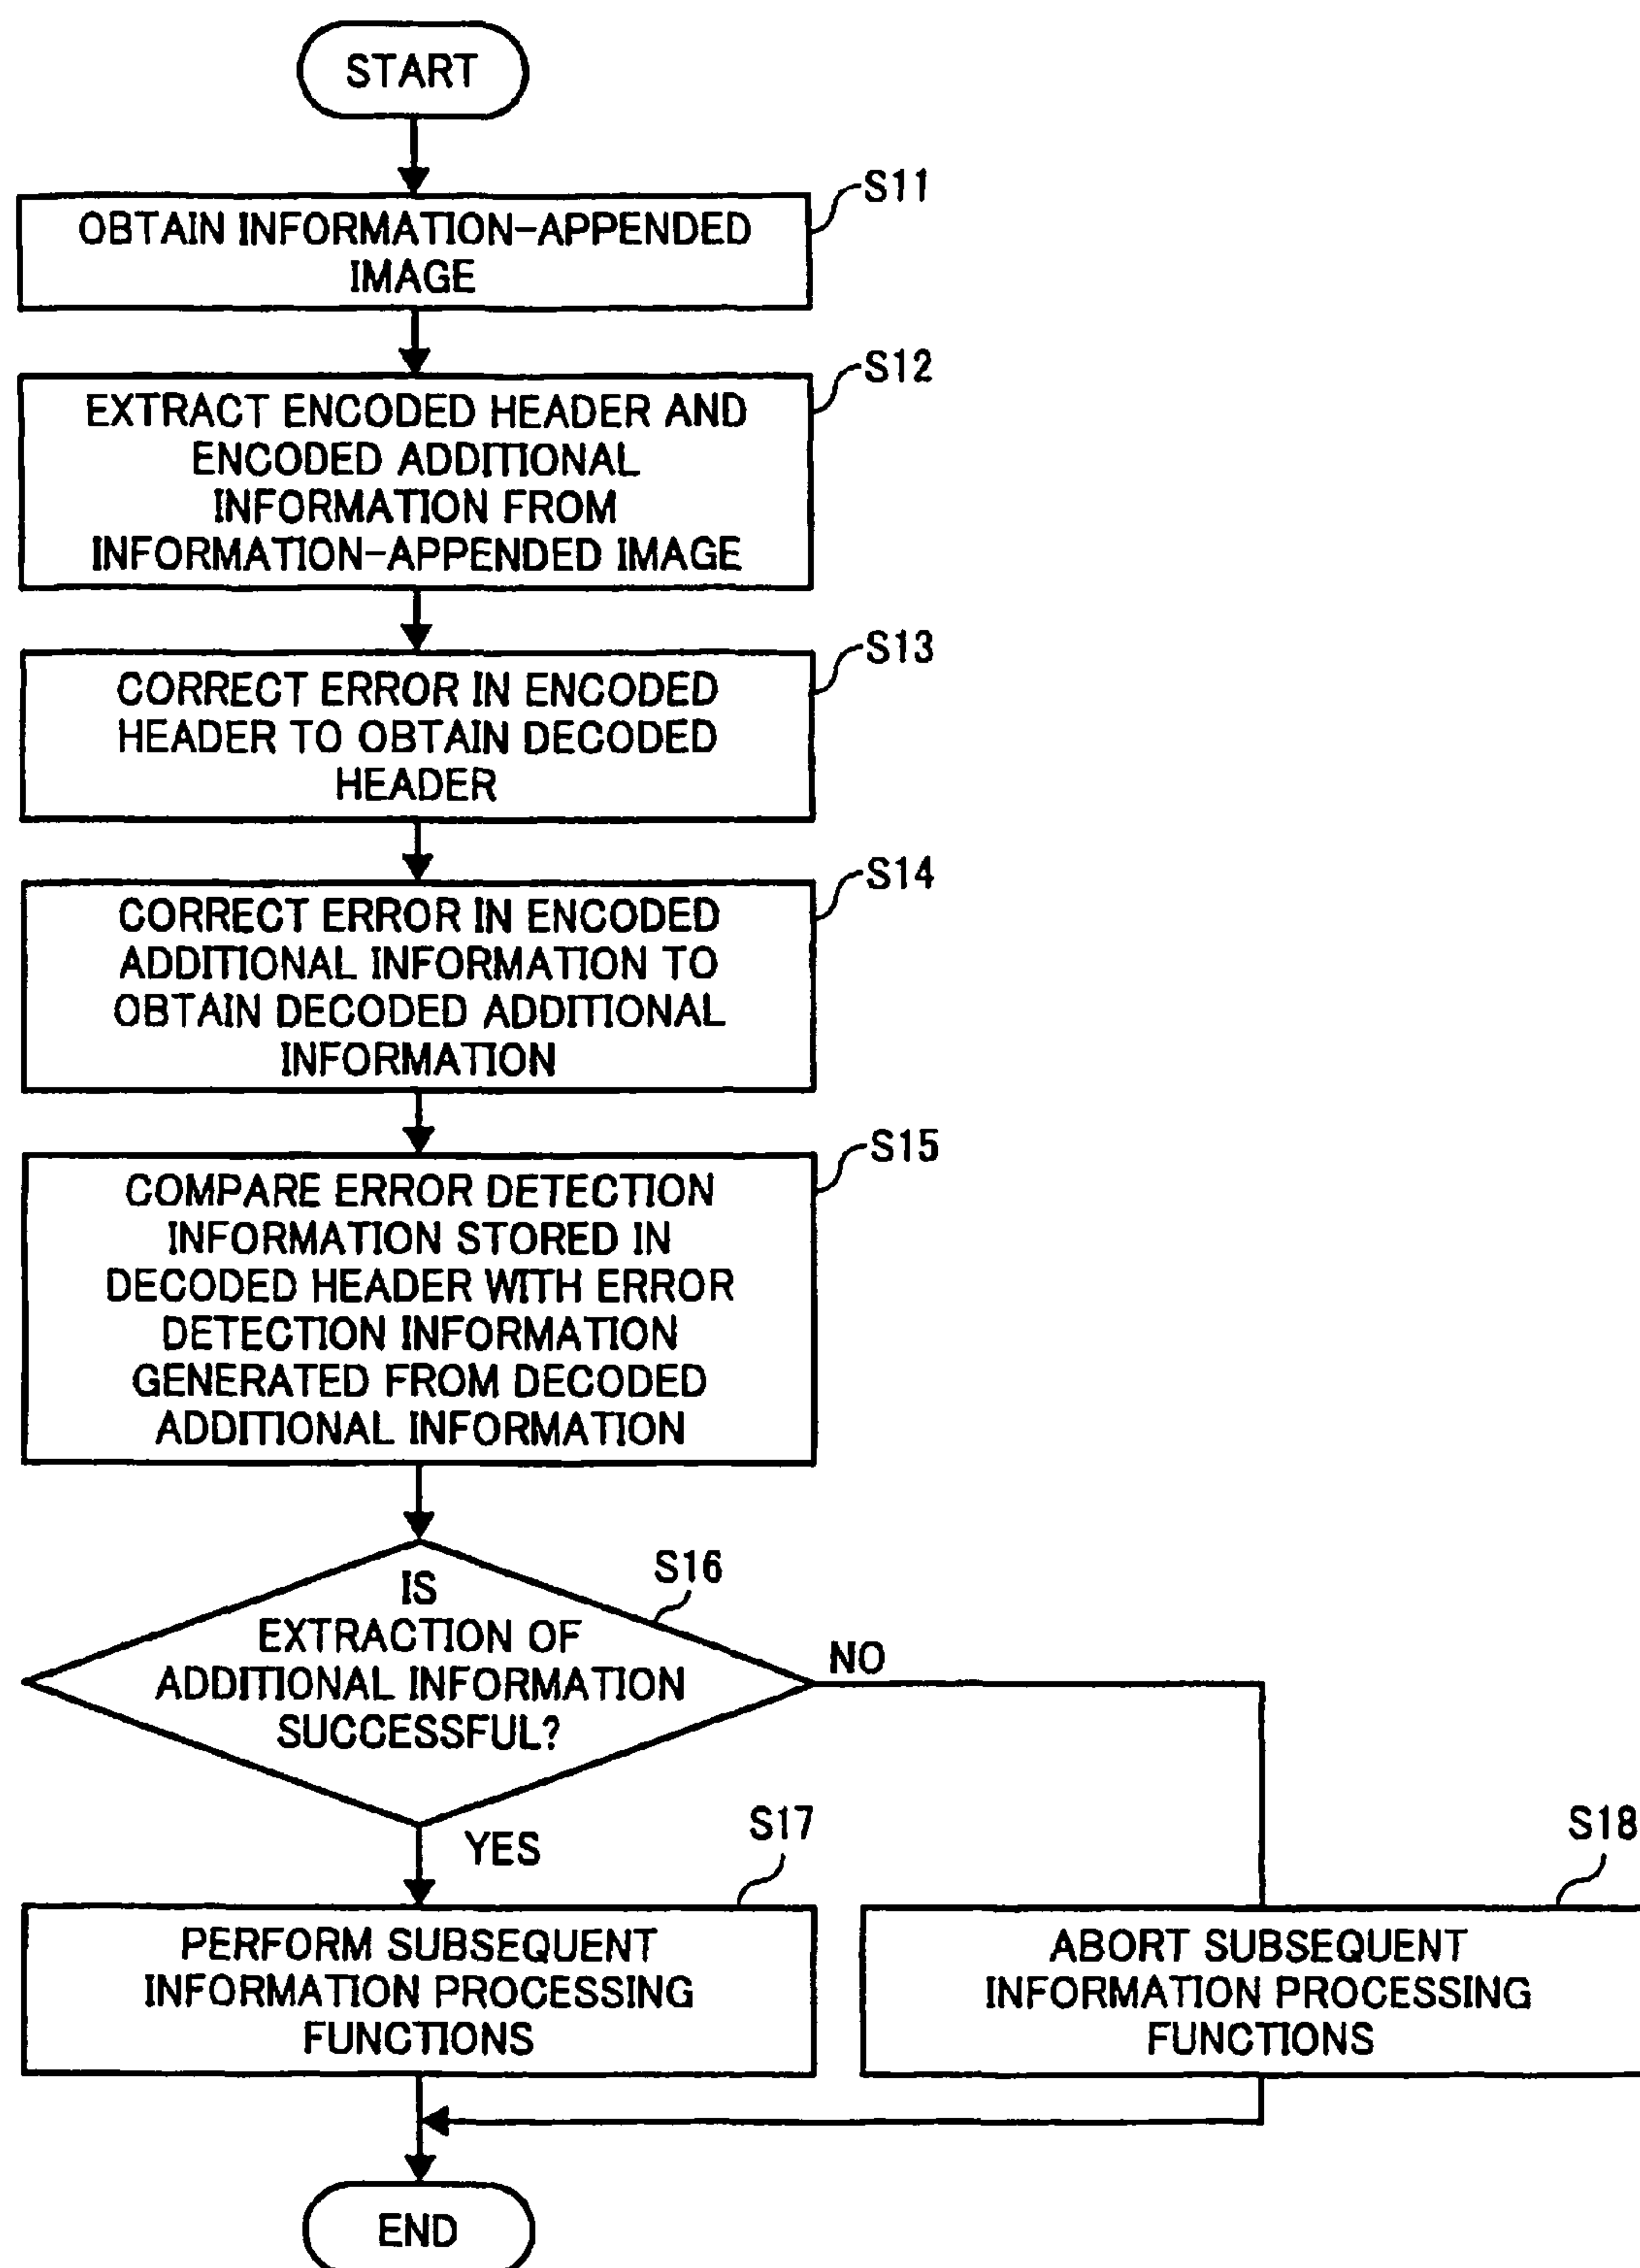 START
S11
OBTAIN INFORMATION-APPENDED
IMAGE
S12
EXTRACT ENCODED HEADER AND
ENCODED ADDITIONAL
INFORMATION FROM
INFORMATION-APPENDED IMAGE
S13
CORRECT ERROR IN ENCODED
HEADER TO OBTAIN DECODED
HEADER
S14
CORRECT ERROR IN ENCODED
ADDITIONAL INFORMATION TO
OBTAIN DECODED ADDITIONAL
INFORMATION
S15
COMPARE ERROR DETECTION
INFORMATION STORED IN
DECODED HEADER WITH ERROR
DETECTION INFORMATION
GENERATED FROM DECODED
ADDITIONAL INFORMATION
S16
IS
EXTRACTION OF
ADDITIONAL INFORMATION
SUCCESSFUL?
NO
YES
S17
PERFORM SUBSEQUENT
INFORMATION PROCESSING
FUNCTIONS
S18
ABORT SUBSEQUENT
INFORMATION PROCESSING
FUNCTIONS
END